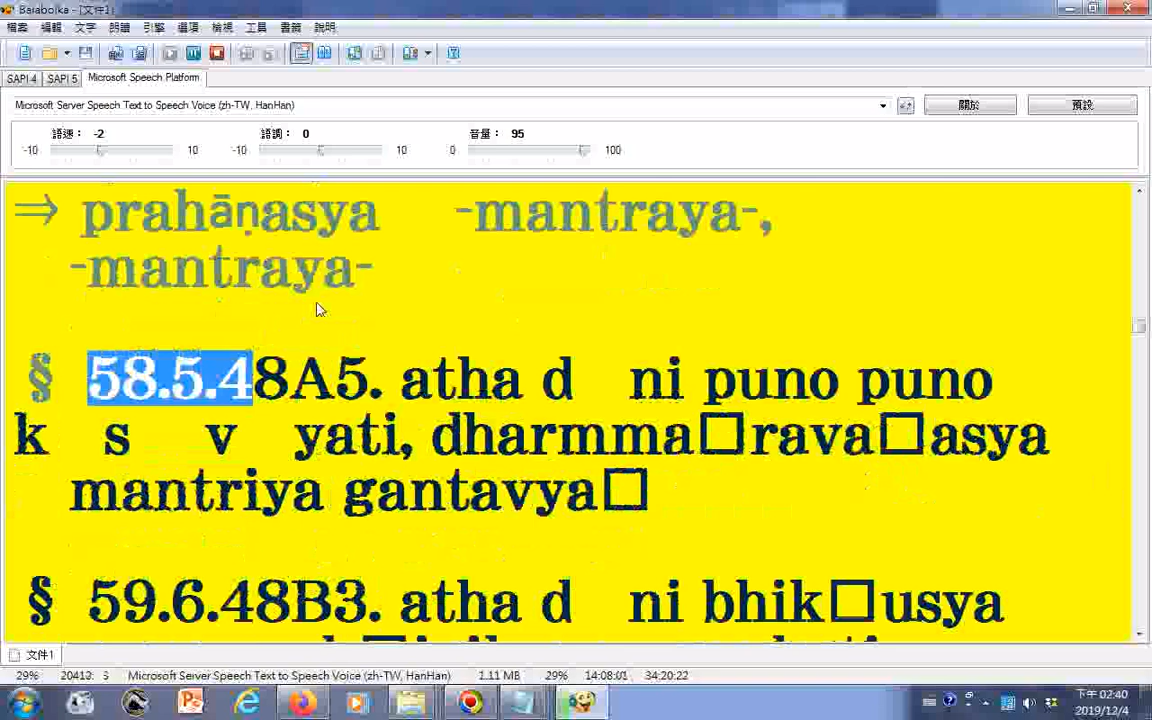 Balabolka - [文件1]
檔案 編輯 文字 朗讀 引擎 選項 檢視 工具 書籤 說明
SAPI 4 SAPI 5 Microsoft Speech Platform
Microsoft Server Speech Text to Speech Voice (zh-TW, HanHan) 關於 預設
語速： -2 語調： 0 音量： 95
-10 10 -10 10 0 100
⇒ prahāṇasya -mantraya-,
-mantraya-
§ 58.5.48A5. atha d ni puno puno
k s v yati, dharmma□rava□asya
mantriya gantavya□
§ 59.6.48B3. atha d ni bhik□usya
文件1
29% 20412: 3 Microsoft Server Speech Text to Speech Voice (zh-TW, HanHan) 1.11 MB 29% 14:08:01 34:20:22
下午 02:40
2019/12/4